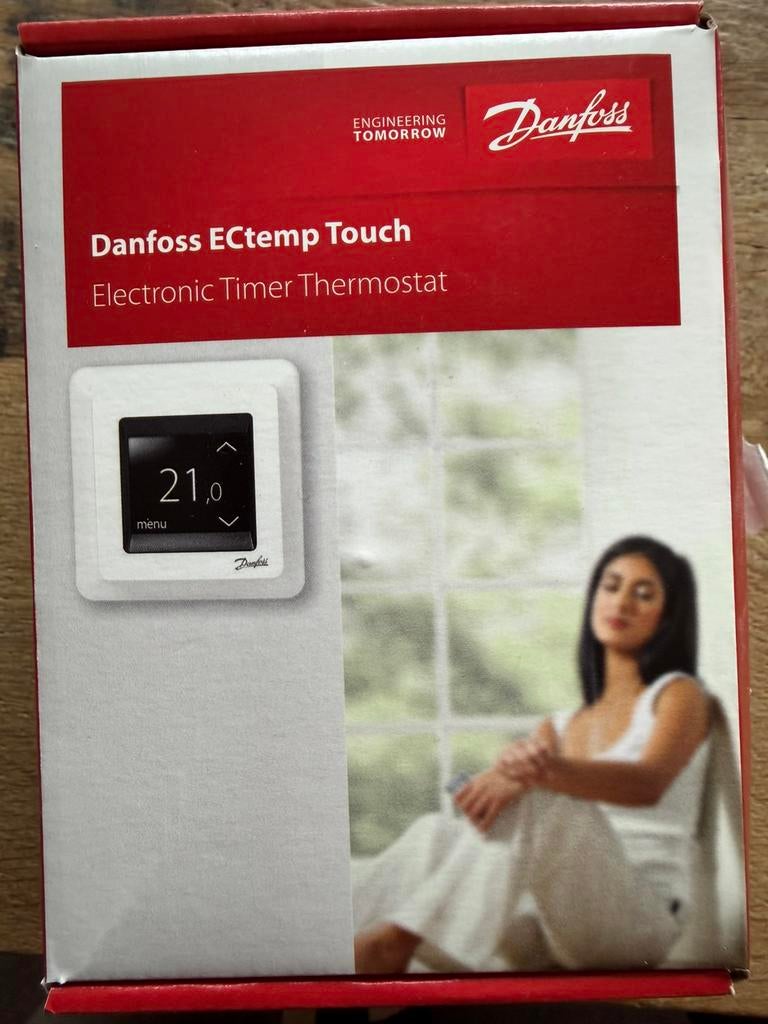 ENGINEERING
TOMORROW
Danfoss
Danfoss ECtemp Touch
Electronic Timer Thermostat
21,0
menu
Danfoss